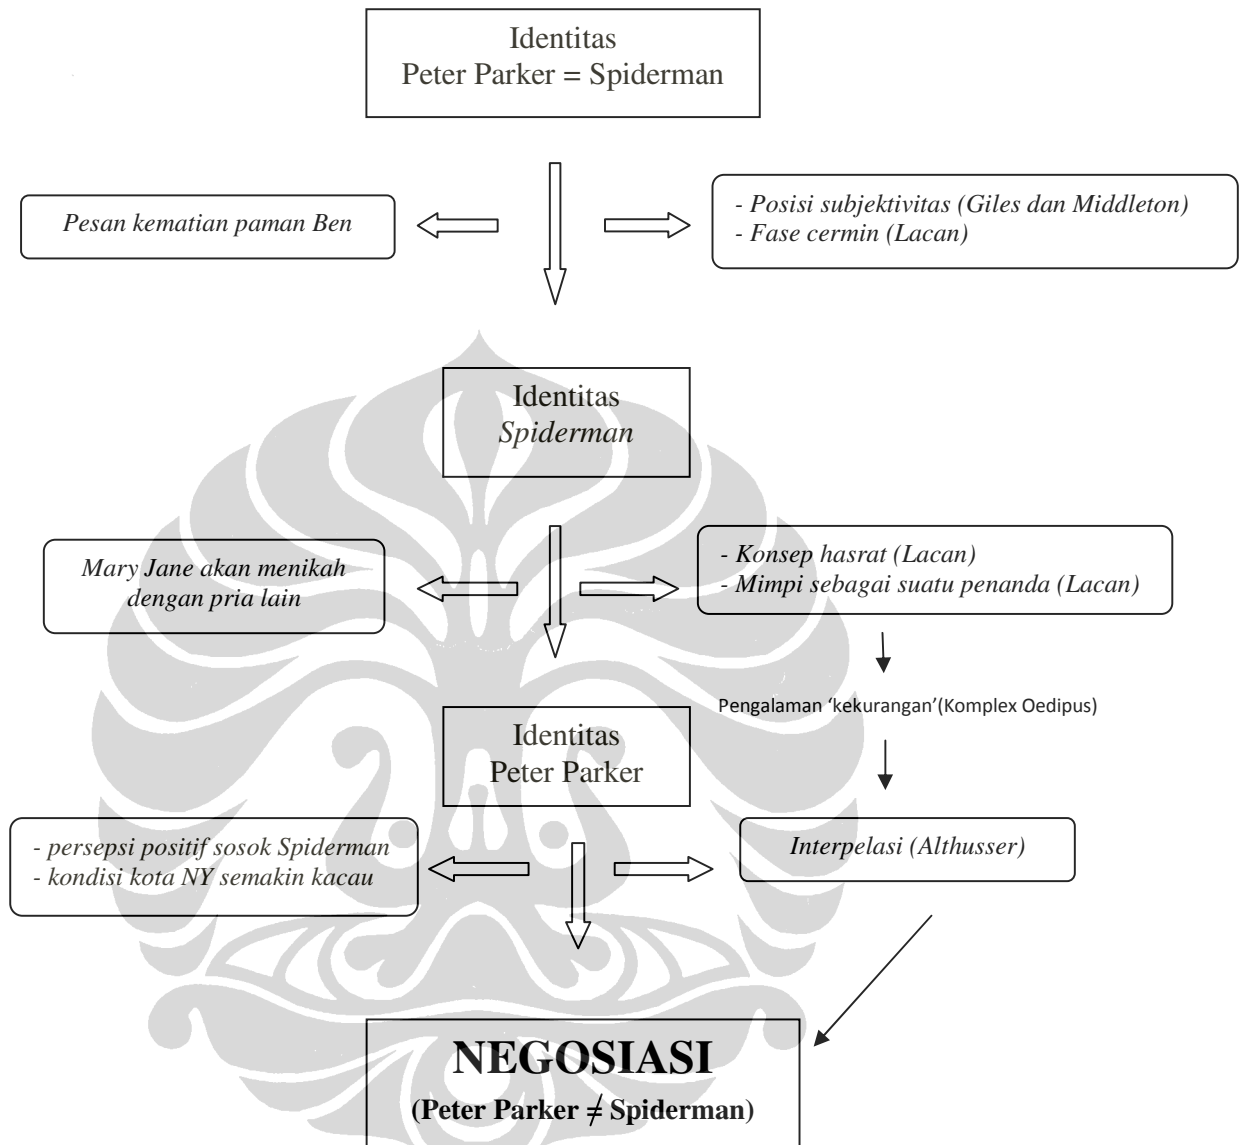 Identitas
Peter Parker = Spiderman
Pesan kematian paman Ben
- Posisi subjektivitas (Giles dan Middleton)
- Fase cermin (Lacan)
Identitas
Spiderman
Mary Jane akan menikah
dengan pria lain
- Konsep hasrat (Lacan)
- Mimpi sebagai suatu penanda (Lacan)
Pengalaman ‘kekurangan’(Komplex Oedipus)
Identitas
Peter Parker
- persepsi positif sosok Spiderman
- kondisi kota NY semakin kacau
Interpelasi (Althusser)
NEGOSIASI
(Peter Parker ≠ Spiderman)